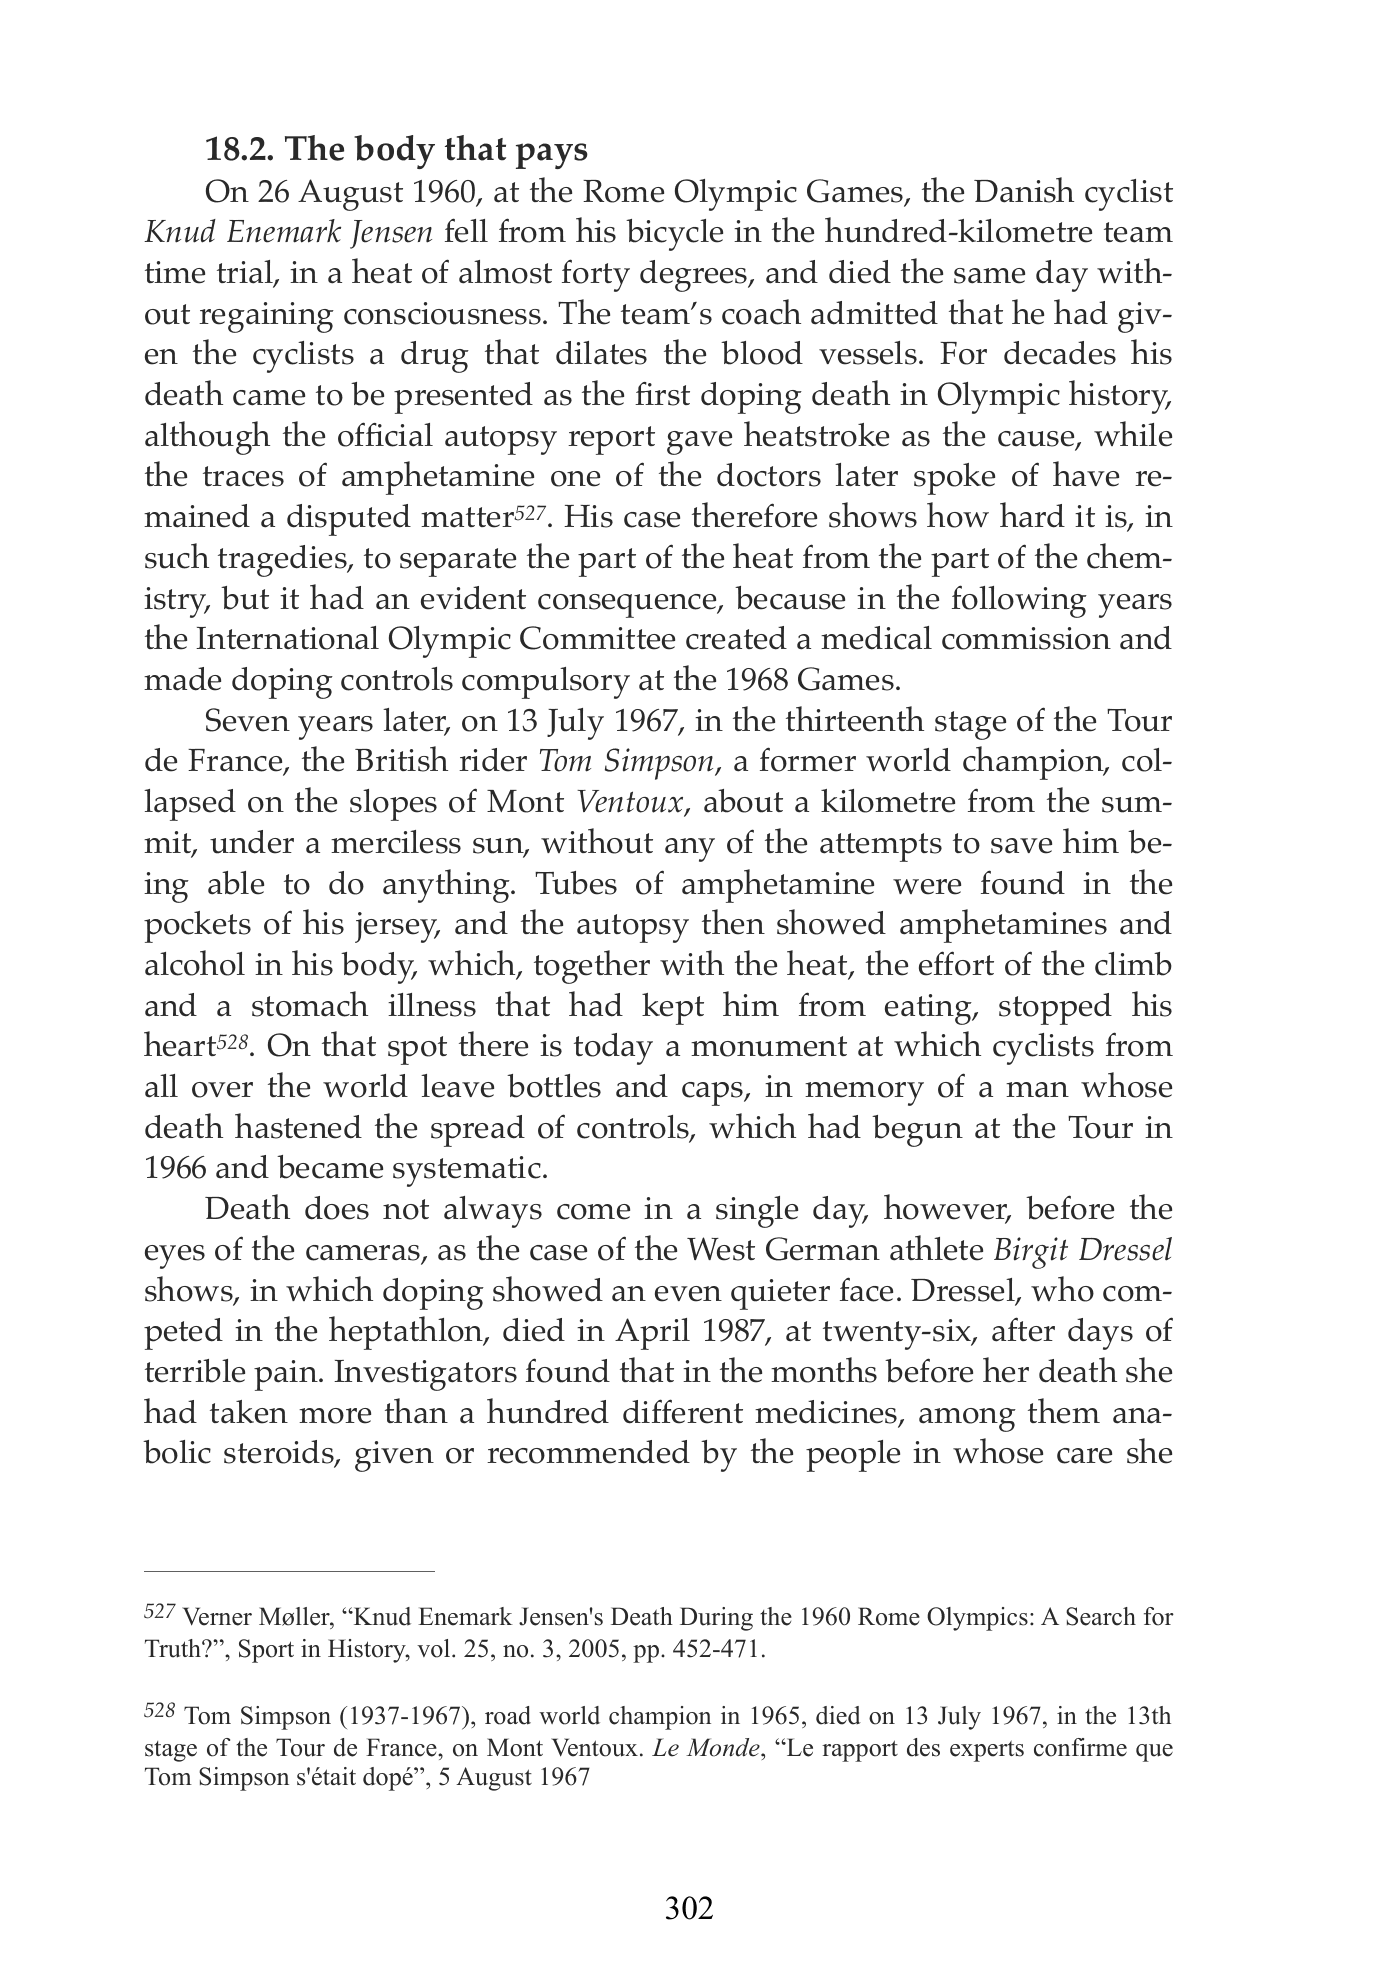 18.2. The body that pays
On 26 August 1960, at the Rome Olympic Games, the Danish cyclist
Knud Enemark Jensen fell from his bicycle in the hundred-kilometre team
time trial, in a heat of almost forty degrees, and died the same day with-
out regaining consciousness. The team’s coach admitted that he had giv-
en the cyclists a drug that dilates the blood vessels. For decades his
death came to be presented as the first doping death in Olympic history,
although the official autopsy report gave heatstroke as the cause, while
the traces of amphetamine one of the doctors later spoke of have re-
mained a disputed matter527. His case therefore shows how hard it is, in
such tragedies, to separate the part of the heat from the part of the chem-
istry, but it had an evident consequence, because in the following years
the International Olympic Committee created a medical commission and
made doping controls compulsory at the 1968 Games.
Seven years later, on 13 July 1967, in the thirteenth stage of the Tour
de France, the British rider Tom Simpson, a former world champion, col-
lapsed on the slopes of Mont Ventoux, about a kilometre from the sum-
mit, under a merciless sun, without any of the attempts to save him be-
ing able to do anything. Tubes of amphetamine were found in the
pockets of his jersey, and the autopsy then showed amphetamines and
alcohol in his body, which, together with the heat, the effort of the climb
and a stomach illness that had kept him from eating, stopped his
heart528. On that spot there is today a monument at which cyclists from
all over the world leave bottles and caps, in memory of a man whose
death hastened the spread of controls, which had begun at the Tour in
1966 and became systematic.
Death does not always come in a single day, however, before the
eyes of the cameras, as the case of the West German athlete Birgit Dressel
shows, in which doping showed an even quieter face. Dressel, who com-
peted in the heptathlon, died in April 1987, at twenty-six, after days of
terrible pain. Investigators found that in the months before her death she
had taken more than a hundred different medicines, among them ana-
bolic steroids, given or recommended by the people in whose care she
527 Verner Møller, “Knud Enemark Jensen's Death During the 1960 Rome Olympics: A Search for
Truth?”, Sport in History, vol. 25, no. 3, 2005, pp. 452-471.
528 Tom Simpson (1937-1967), road world champion in 1965, died on 13 July 1967, in the 13th
stage of the Tour de France, on Mont Ventoux. Le Monde, “Le rapport des experts confirme que
Tom Simpson s'était dopé”, 5 August 1967
302